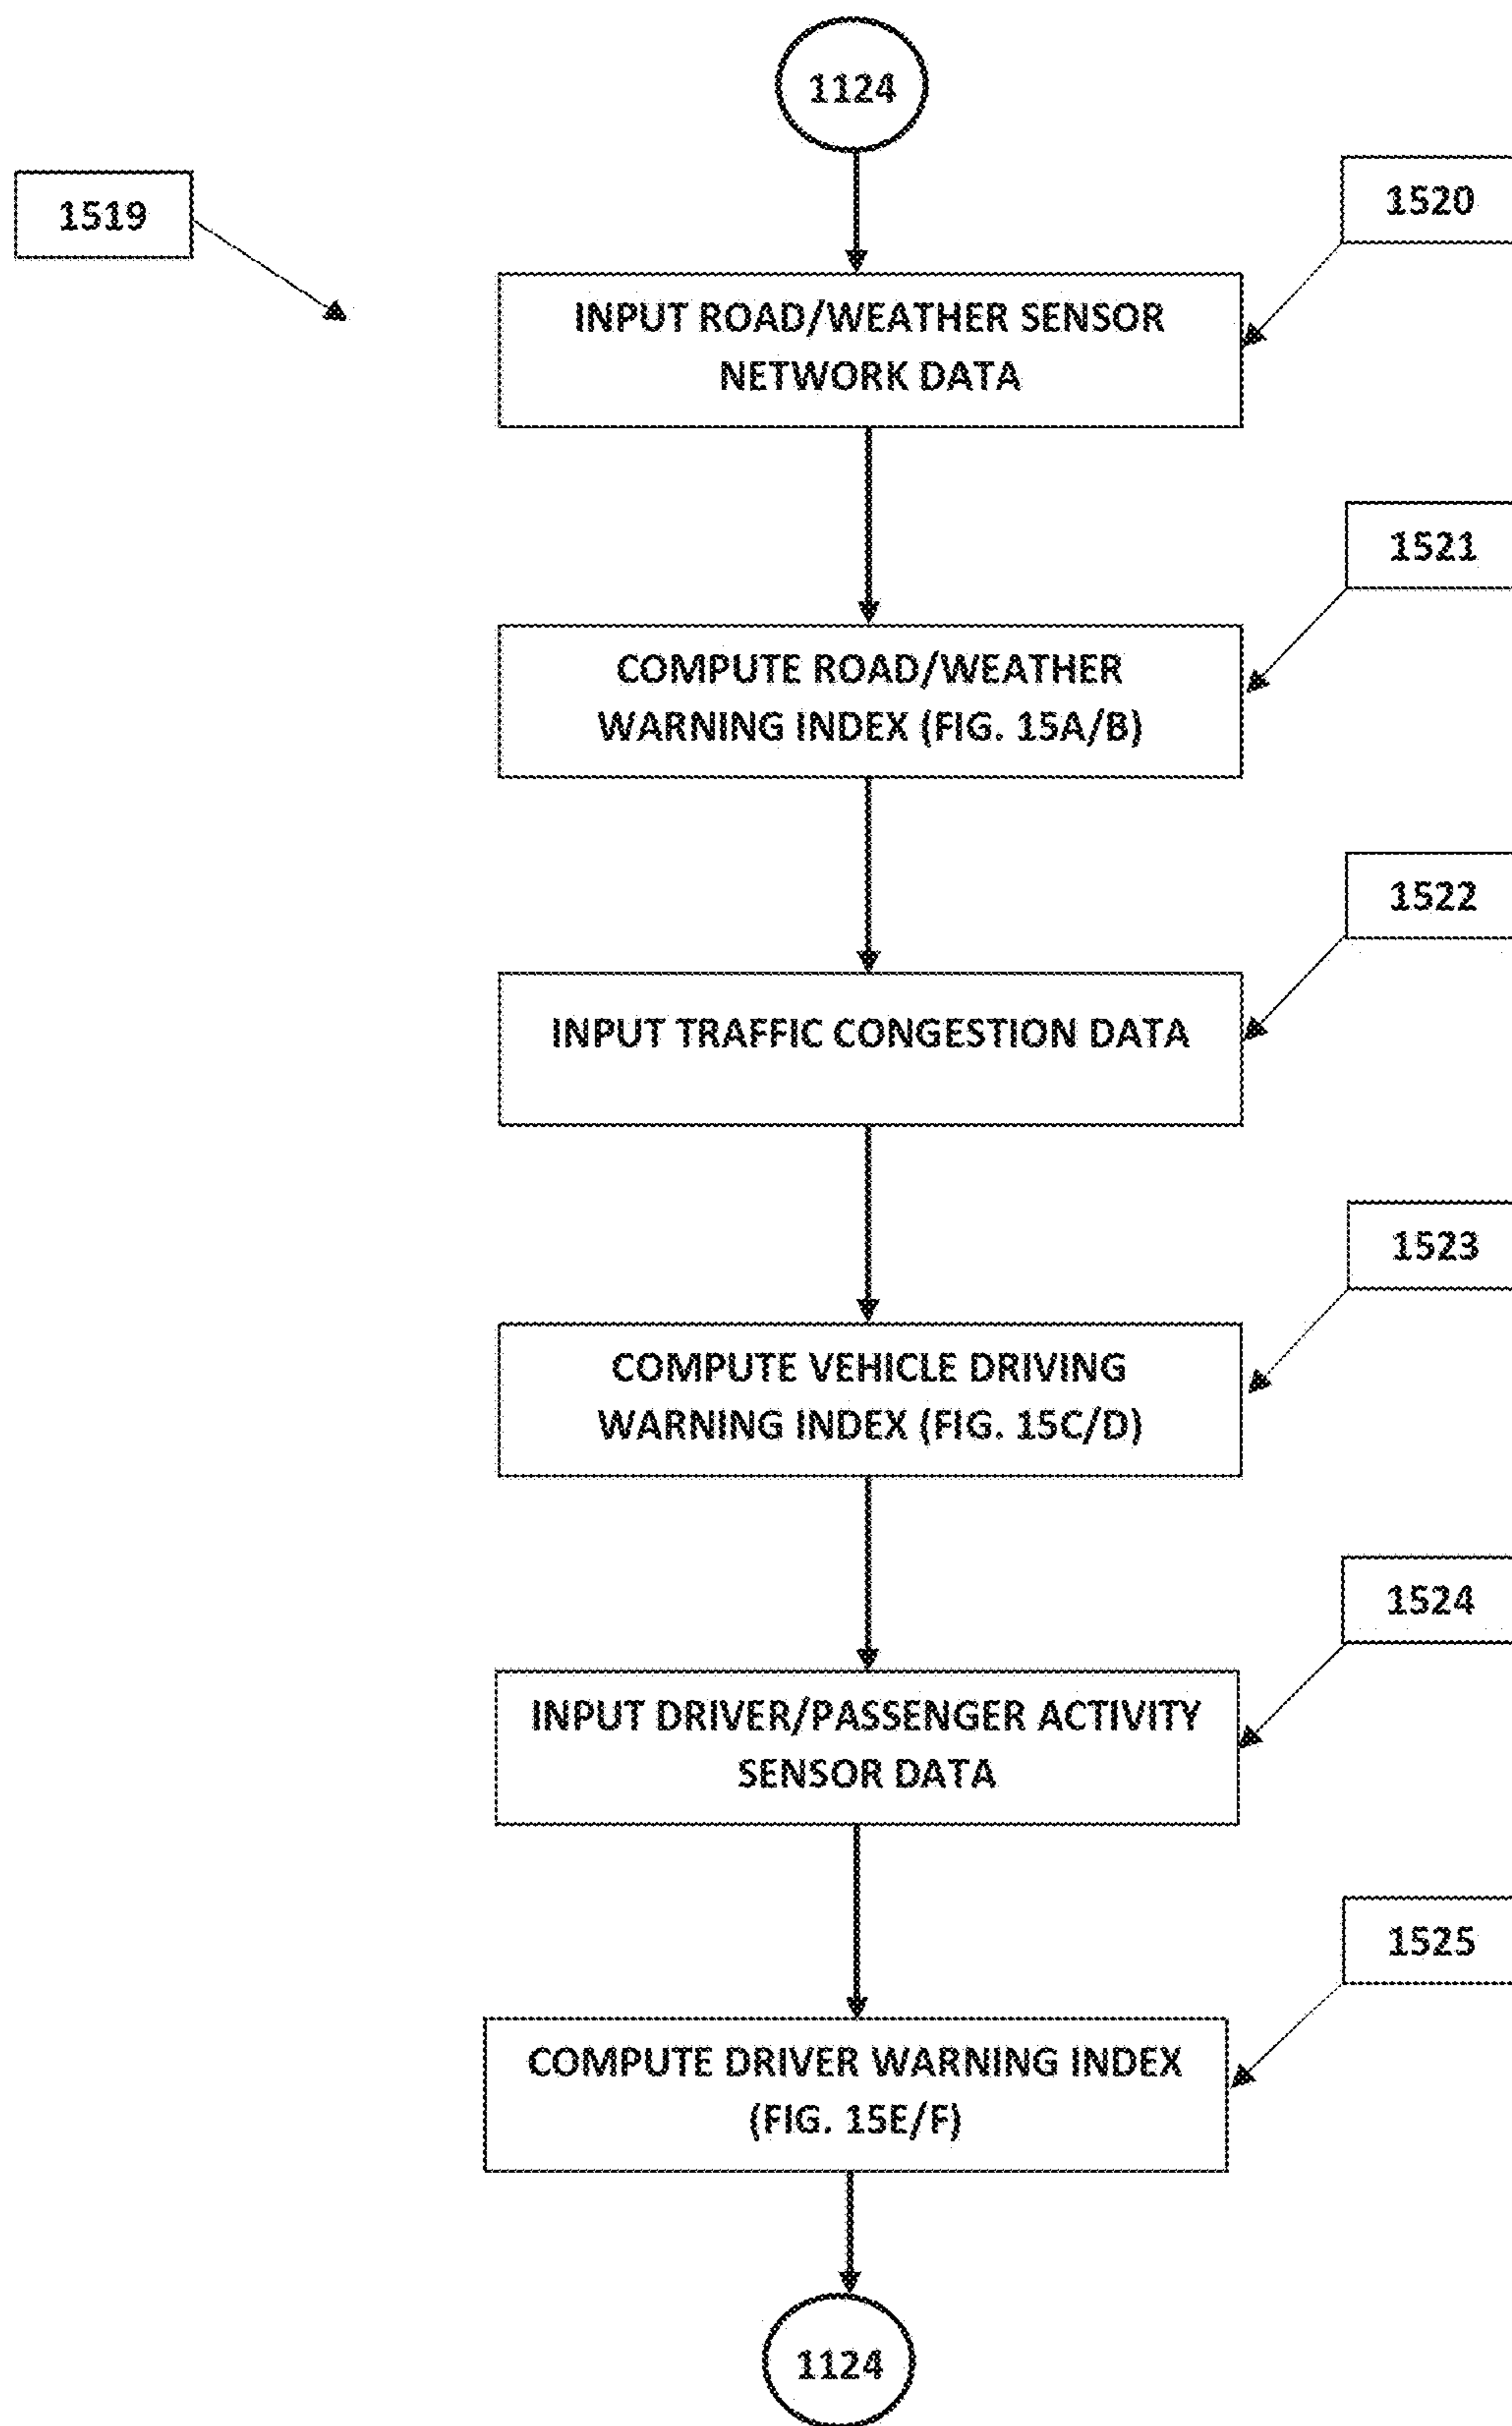 1124
1519
1520
INPUT ROAD/WEATHER SENSOR
NETWORK DATA
1521
COMPUTE ROAD/WEATHER
WARNING INDEX (FIG. 15A/B)
1522
INPUT TRAFFIC CONGESTION DATA
1523
COMPUTE VEHICLE DRIVING
WARNING INDEX (FIG. 15C/D)
1524
INPUT DRIVER/PASSENGER ACTIVITY
SENSOR DATA
1525
COMPUTE DRIVER WARNING INDEX
(FIG. 15E/F)
1124